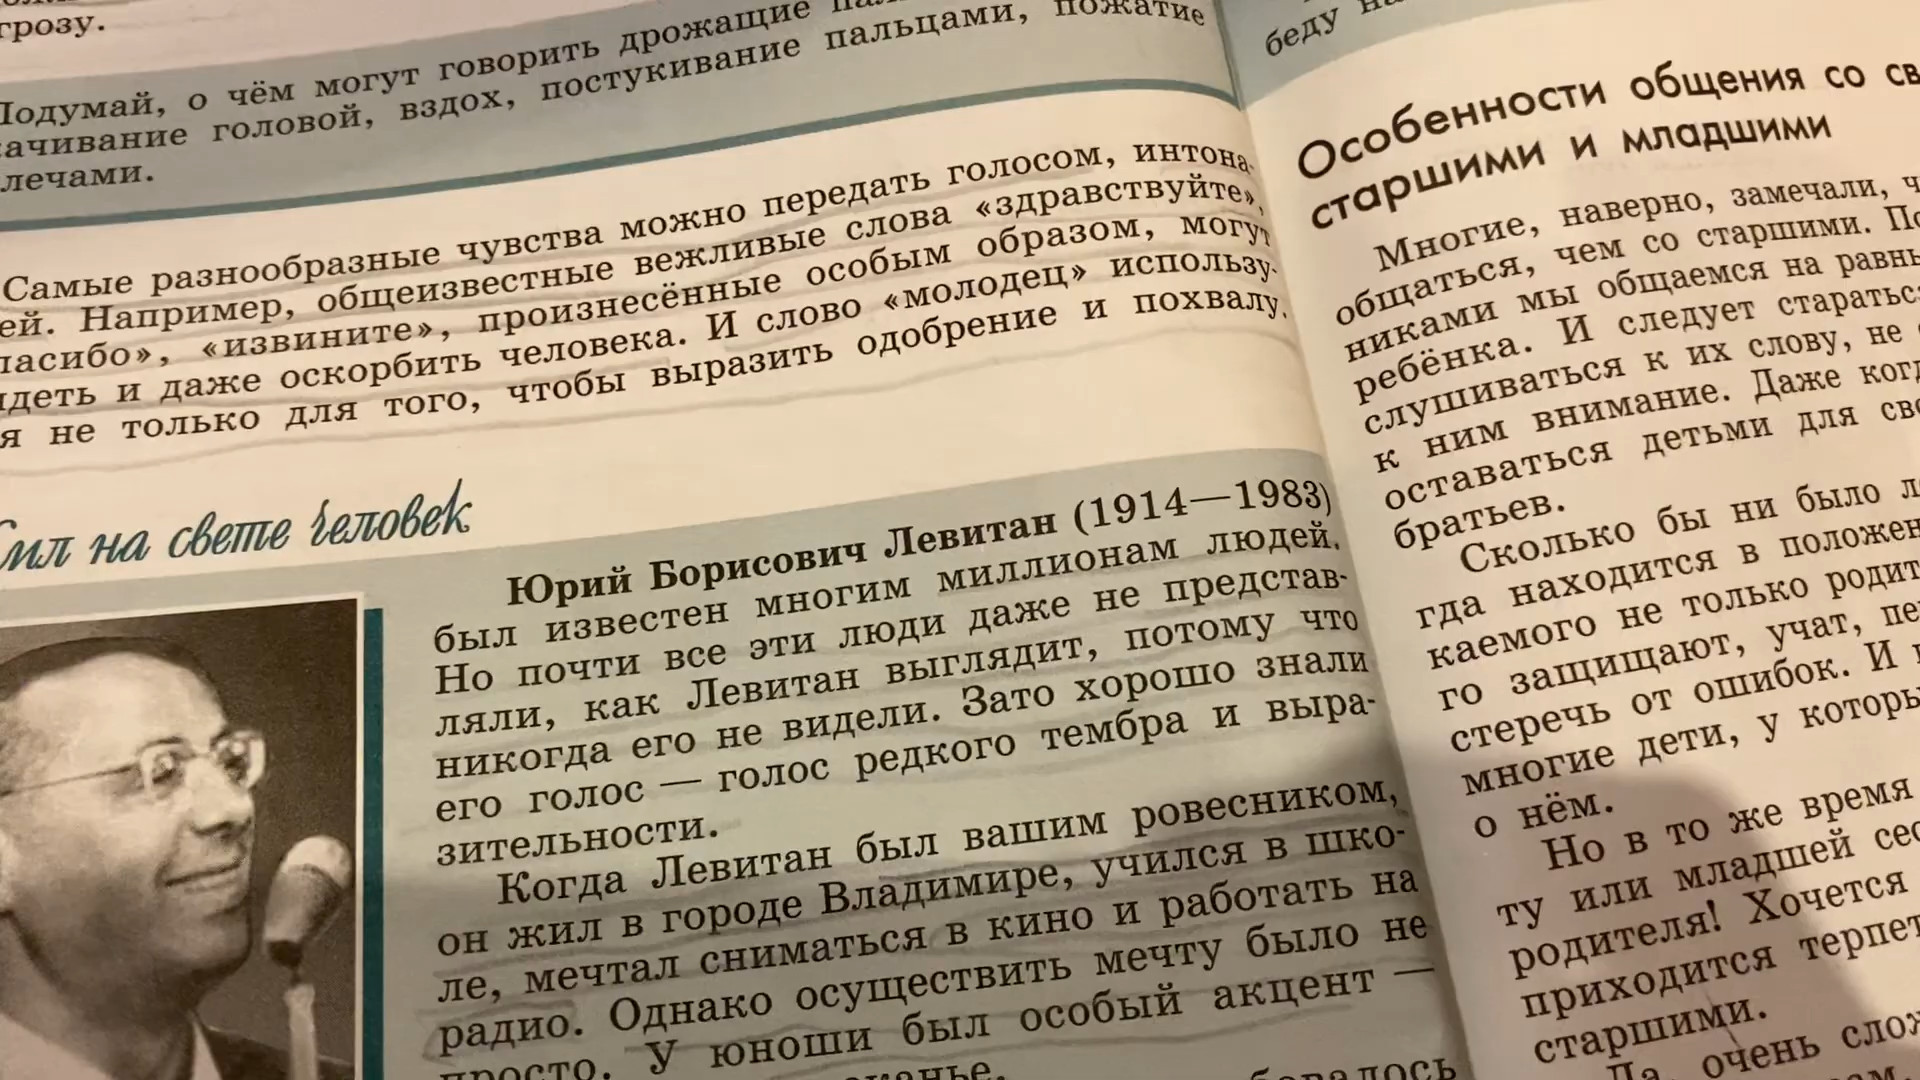 грозу.
Подумай, о чём могут говорить дрожащие
головой, вздох, постукивание пальцами, пожатие
плечами.
Самые разнообразные чувства можно передать голосом, интона-
ей. Например, общеизвестные вежливые слова «здравствуйте»,
«извините», произнесённые особым образом, могут
и даже оскорбить человека. И слово «молодец» использу-
я не только для того, чтобы выразить одобрение и похвалу.
на свете человек
Юрий Борисович Левитан (1914—1983)
был известен многим миллионам людей.
Но почти все эти люди даже не представ-
ляли, как Левитан выглядит, потому что
никогда его не видели. Зато хорошо знали
его голос — голос редкого тембра и выра-
зительности.
Когда Левитан был вашим ровесником,
он жил в городе Владимире, учился в шко-
ле, мечтал сниматься в кино и работать на
радио. Однако осуществить мечту было не
просто. У юноши был особый акцент —
беду
Особенности общения со
старшими и младшими
Многие, наверно, замечали,
общаться, чем со старшими.
никами мы общаемся на
ребёнка. И следует
слушиваться к их слову, не
к ним внимание. Даже
оставаться детьми для
братьев.
Сколько бы ни было
гда находится в
каемого не только
го защищают, учат,
стеречь от ошибок. И
многие дети, у
о нём.
Но в то же время
ту или младшей
родителя! Хочется
приходится
старшими.
Да, очень